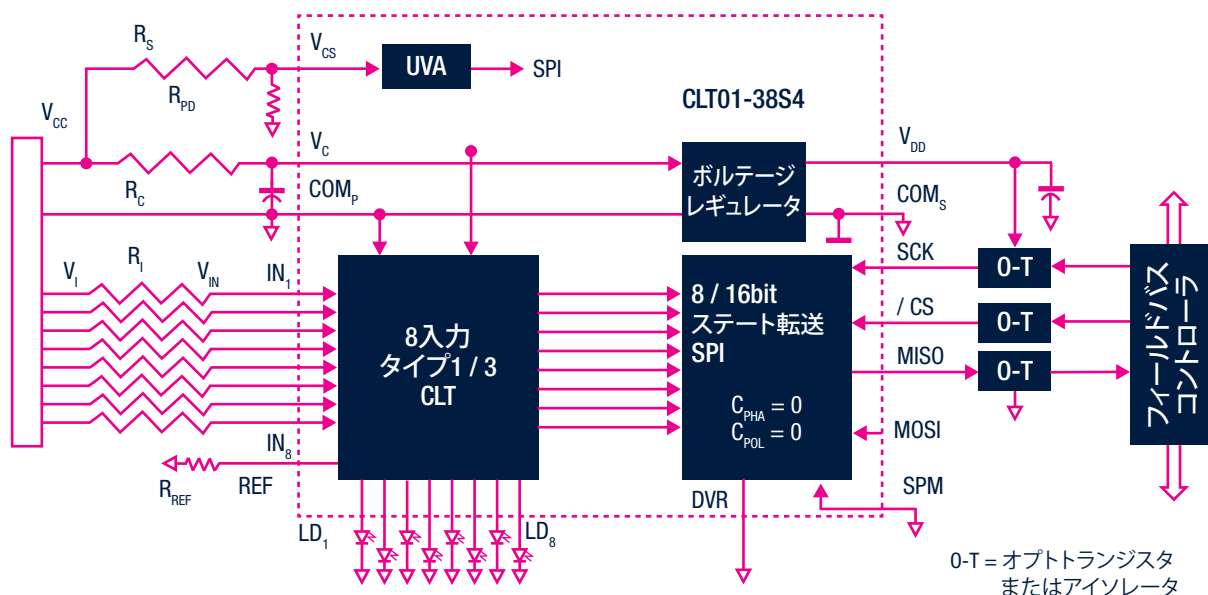 RS
VCS
UVA
SPI
RPD
CLT01-38S4
VCC
VC
VDD
ボルテージ
レギュレータ
RC
COMP
COMS
SCK
O-T
VI
RI
VIN
IN1
8入力
タイプ1 / 3
CLT
8 / 16bit
ステート転送
SPI
CPHA = 0
CPOL = 0
/ CS
O-T
MISO
O-T
フィールドバス
コントローラ
MOSI
IN8
RREF
REF
SPM
DVR
LD1
LD8
O-T = オプトトランジスタ
またはアイソレータ